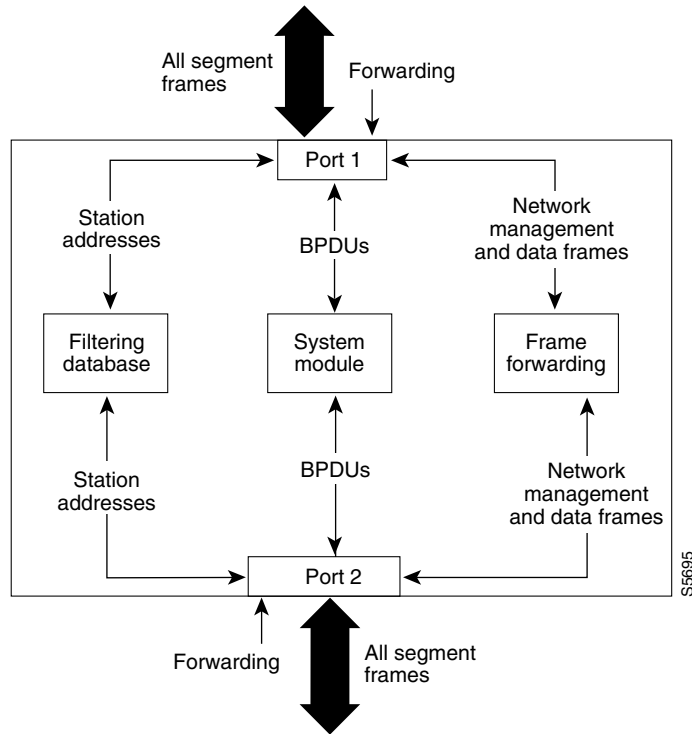 All segment
frames
Forwarding
Port 1
Station
addresses
BPDUs
Network
management
and data frames
Filtering
database
System
module
Frame
forwarding
Station
addresses
BPDUs
Network
management
and data frames
Port 2
S5695
Forwarding
All segment
frames